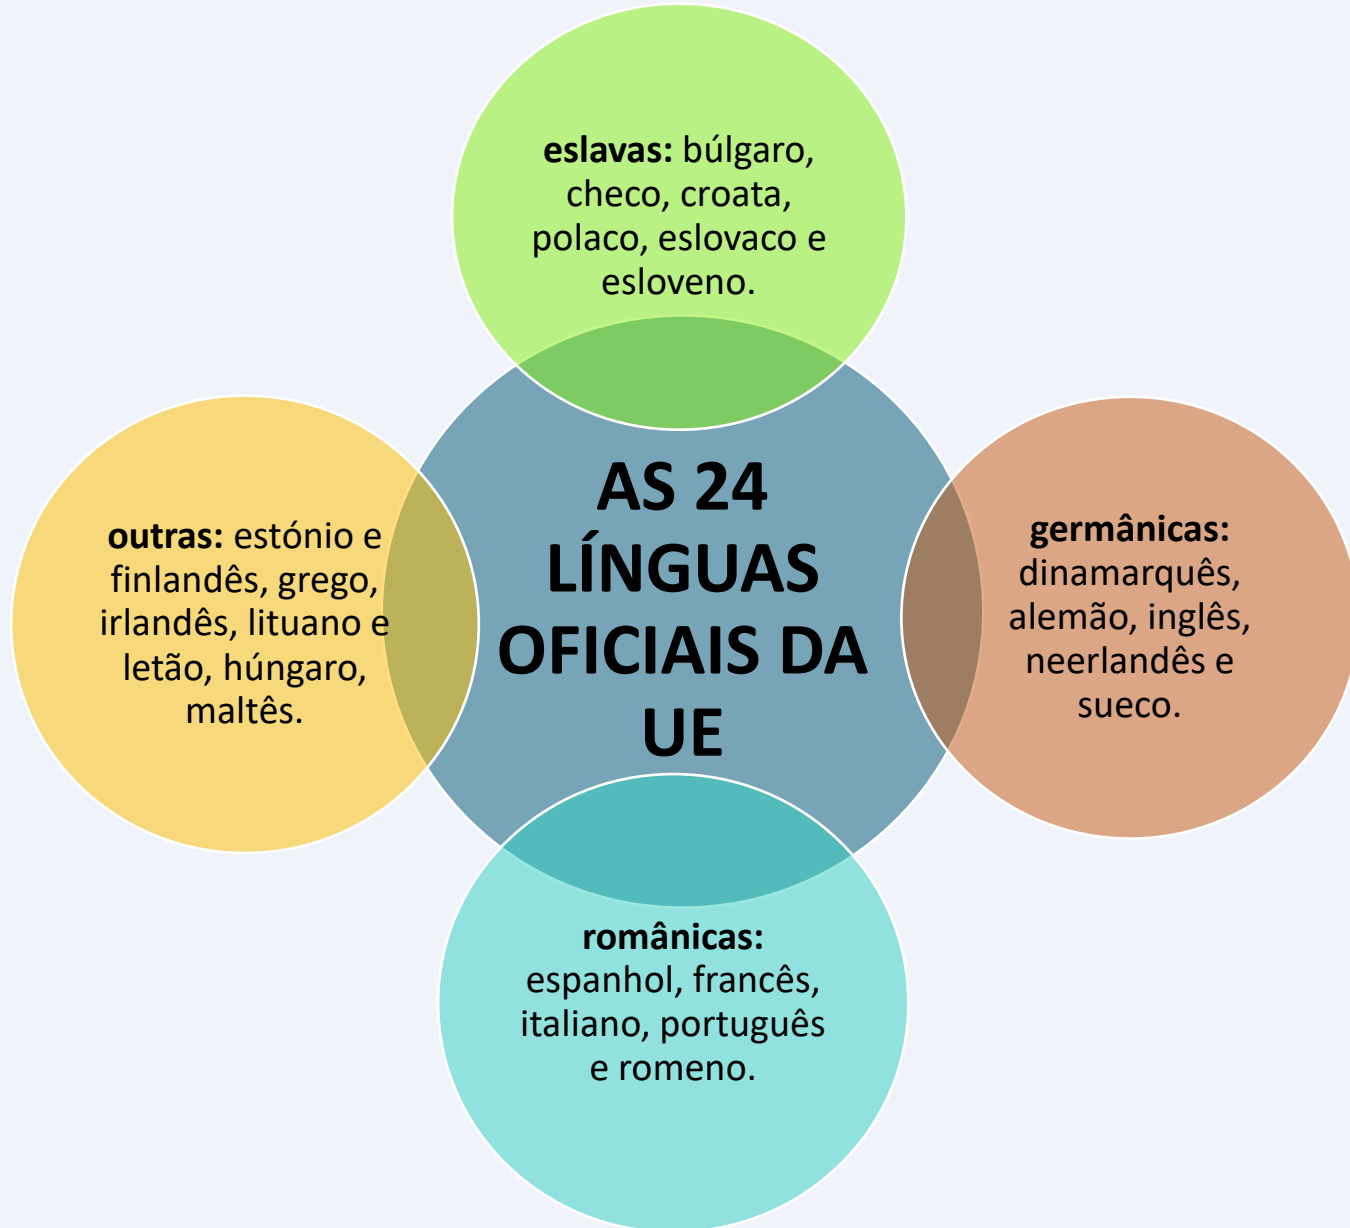 eslavas: búlgaro,
checo, croata,
polaco, eslovaco e
esloveno.
AS 24
LÍNGUAS
OFICIAIS DA
UE
outras: estónio e
finlandês, grego,
irlandês, lituano e
letão, húngaro,
maltês.
germânicas:
dinamarquês,
alemão, inglês,
neerlandês e
sueco.
românicas:
espanhol, francês,
italiano, português
e romeno.